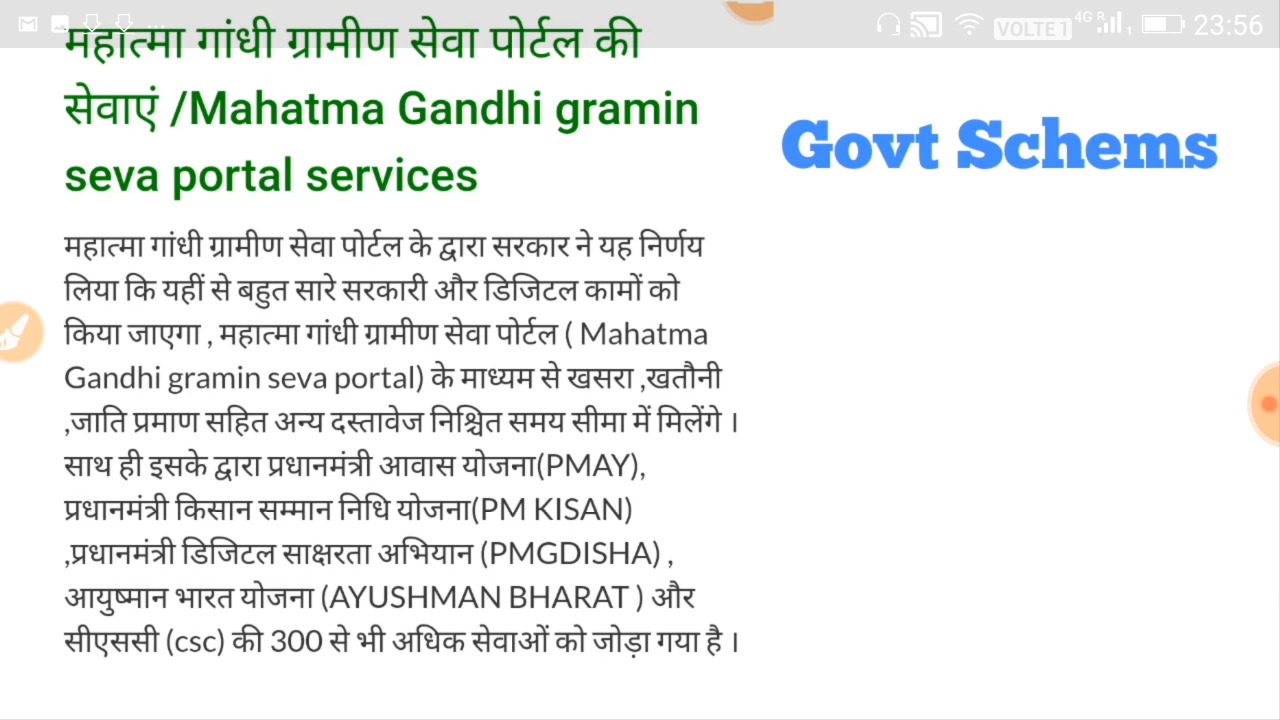 VOLTE 1 4G R 23:56
महात्मा गांधी ग्रामीण सेवा पोर्टल की
सेवाएं /Mahatma Gandhi gramin
seva portal services
Govt Schems
महात्मा गांधी ग्रामीण सेवा पोर्टल के द्वारा सरकार ने यह निर्णय
लिया कि यहीं से बहुत सारे सरकारी और डिजिटल कामों को
किया जाएगा , महात्मा गांधी ग्रामीण सेवा पोर्टल ( Mahatma
Gandhi gramin seva portal) के माध्यम से खसरा ,खतौनी
,जाति प्रमाण सहित अन्य दस्तावेज निश्चित समय सीमा में मिलेंगे ।
साथ ही इसके द्वारा प्रधानमंत्री आवास योजना(PMAY),
प्रधानमंत्री किसान सम्मान निधि योजना(PM KISAN)
,प्रधानमंत्री डिजिटल साक्षरता अभियान (PMGDISHA) ,
आयुष्मान भारत योजना (AYUSHMAN BHARAT ) और
सीएससी (csc) की 300 से भी अधिक सेवाओं को जोड़ा गया है ।